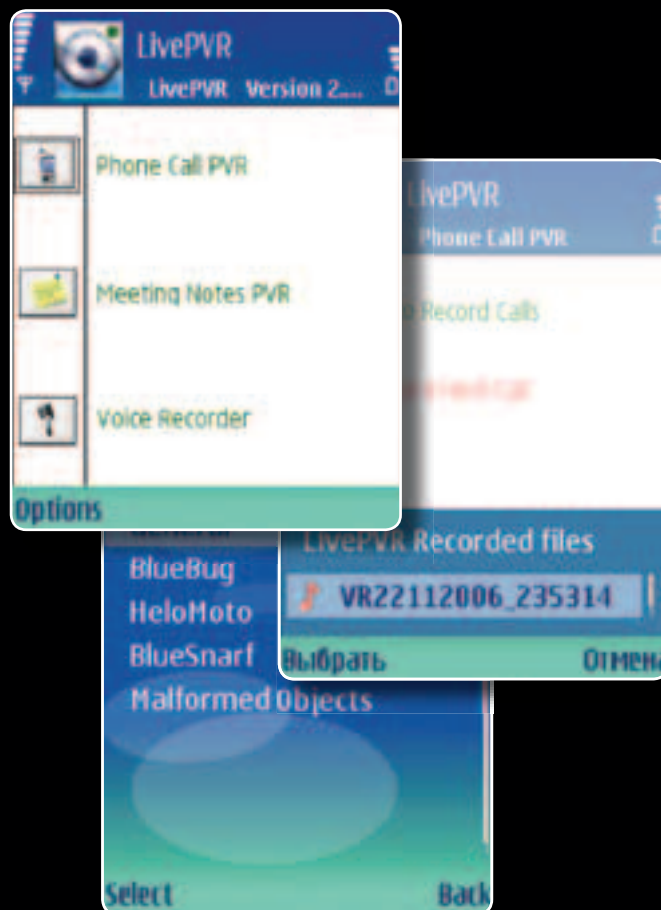 LivePVR
LivePVR Version 2....
Phone Call PVR
Meeting Notes PVR
Voice Recorder
Options
LivePVR
Phone Call PVR
Record Calls
LivePVR Recorded files
VR22112006_235314
Выбрать Отмена
BlueBug
HeloMoto
BlueSnarf
Malformed Objects
Select Back